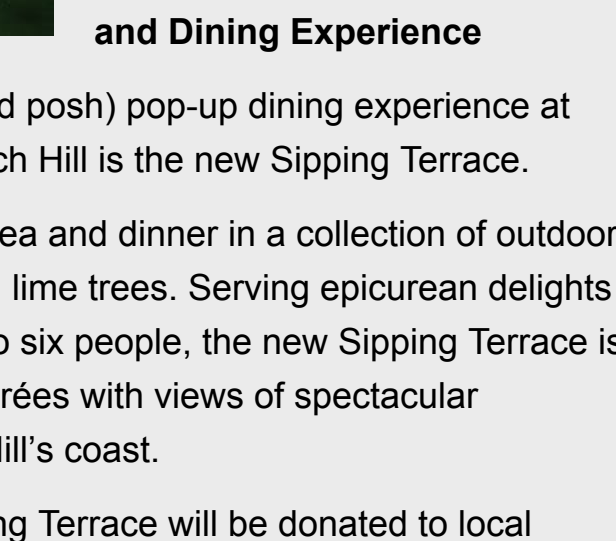 and Dining Experience
d posh) pop-up dining experience at
ch Hill is the new Sipping Terrace.
ea and dinner in a collection of outdoor
lime trees. Serving epicurean delights
o six people, the new Sipping Terrace is
rées with views of spectacular
Hill’s coast.
ng Terrace will be donated to local